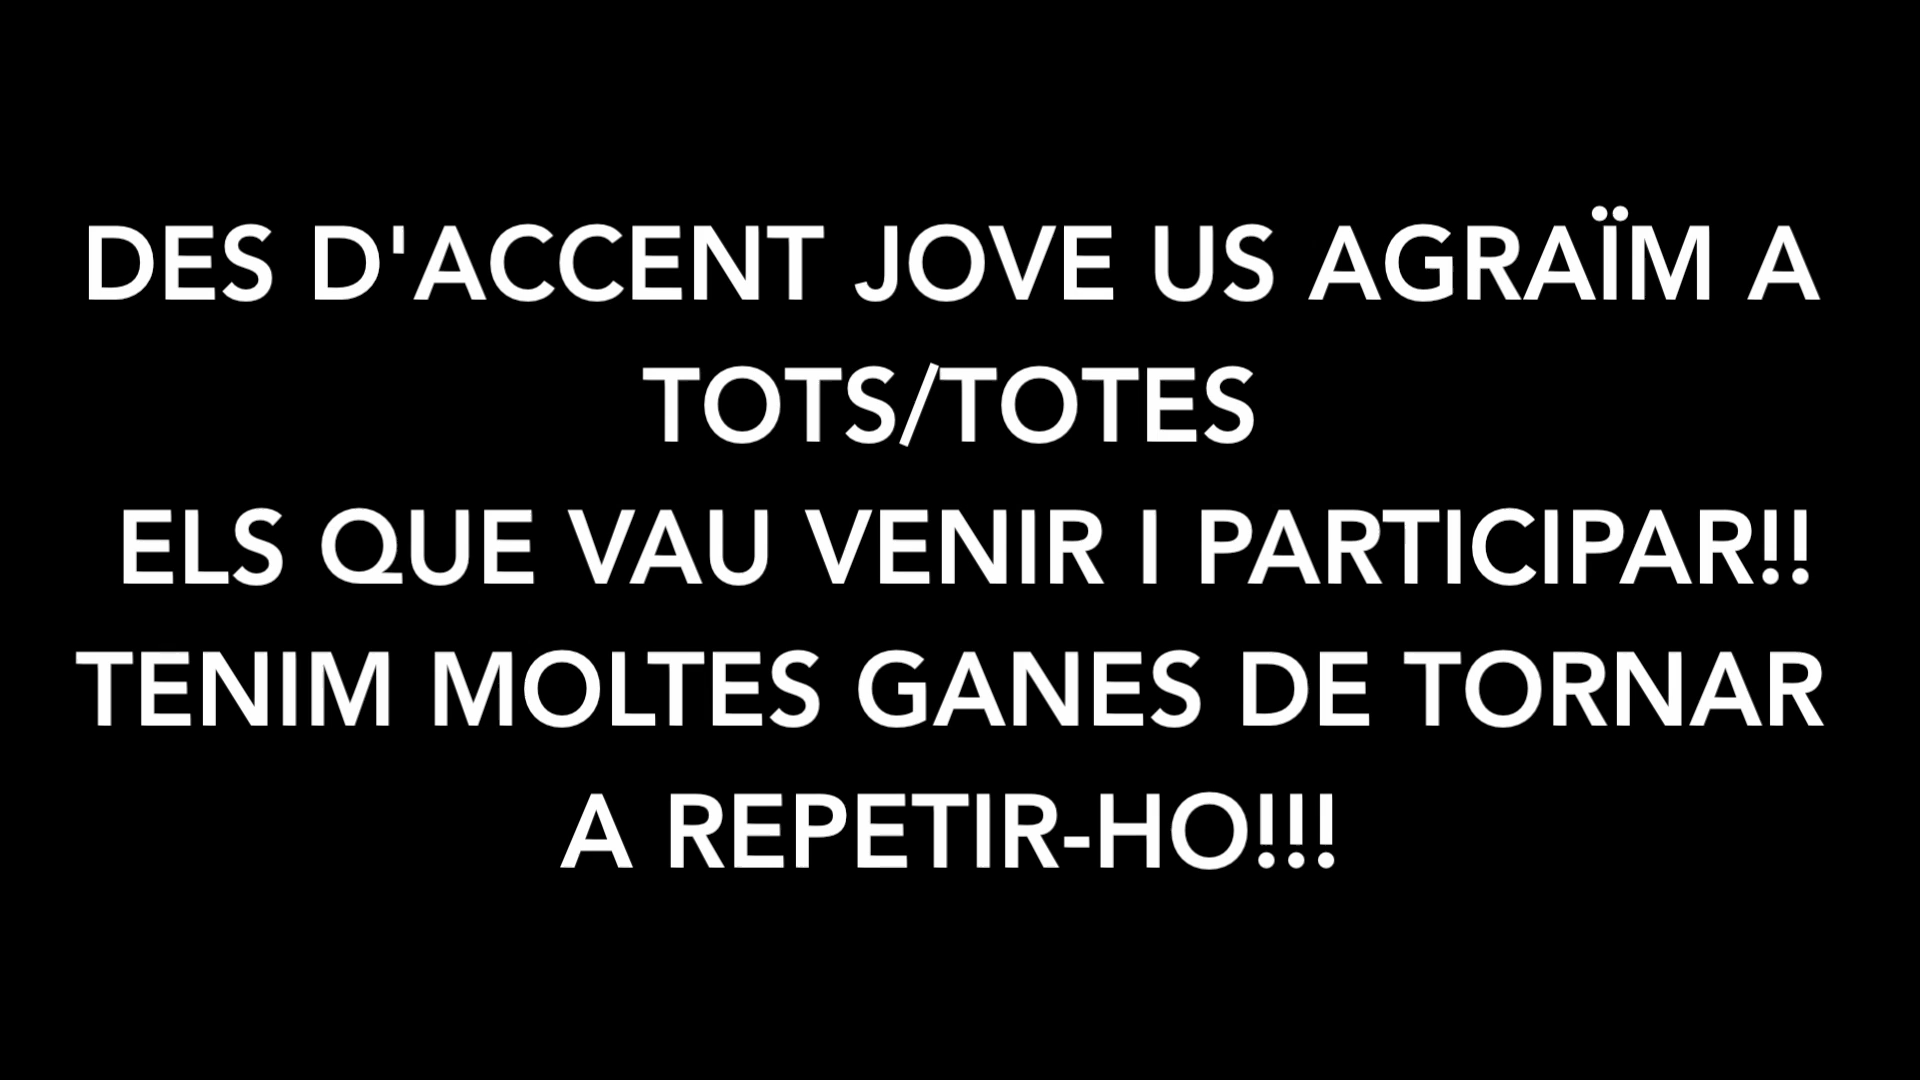 DES D'ACCENT JOVE US AGRAÏM A
TOTS/TOTES
ELS QUE VAU VENIR I PARTICIPAR!!
TENIM MOLTES GANES DE TORNAR
A REPETIR-HO!!!